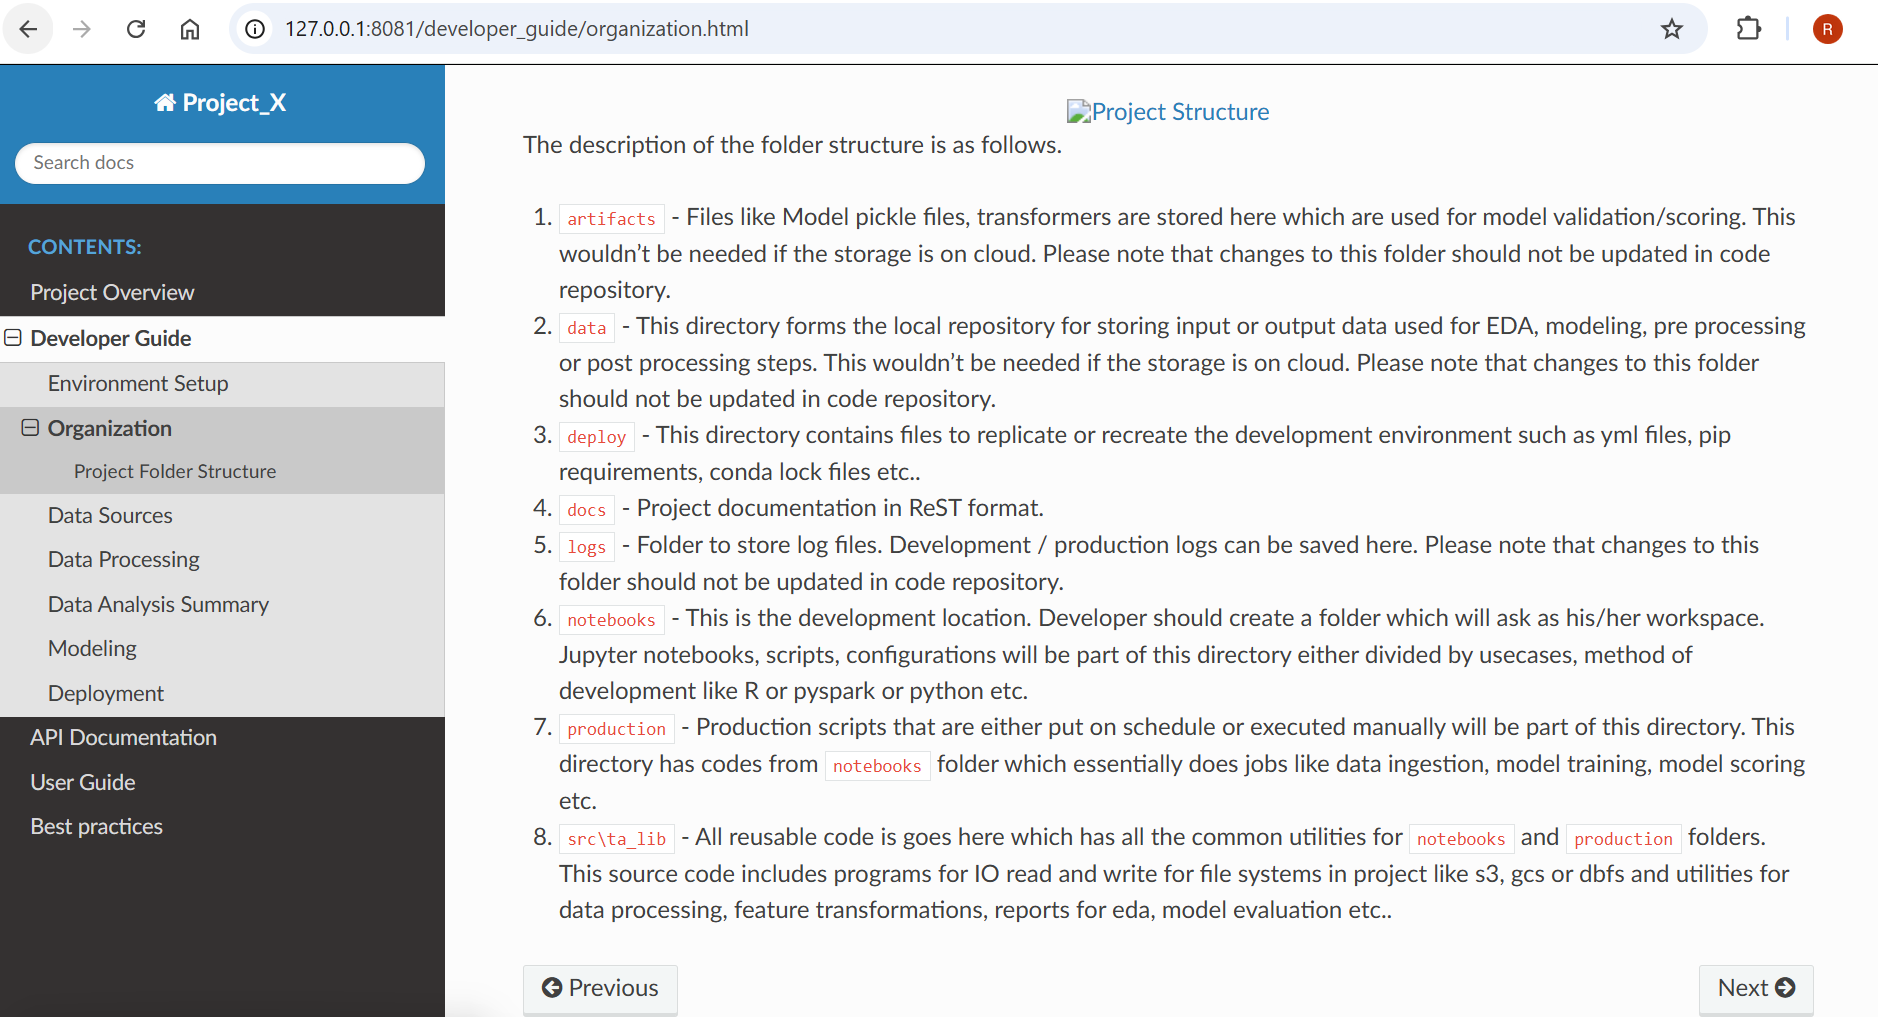 127.0.0.1:8081/developer_guide/organization.html
R
Project_X
Search docs
CONTENTS:
Project Overview
Developer Guide
Environment Setup
Organization
Project Folder Structure
Data Sources
Data Processing
Data Analysis Summary
Modeling
Deployment
API Documentation
User Guide
Best practices
Project Structure
The description of the folder structure is as follows.
1. artifacts - Files like Model pickle files, transformers are stored here which are used for model validation/scoring. This
wouldn’t be needed if the storage is on cloud. Please note that changes to this folder should not be updated in code
repository.
2. data - This directory forms the local repository for storing input or output data used for EDA, modeling, pre processing
or post processing steps. This wouldn’t be needed if the storage is on cloud. Please note that changes to this folder
should not be updated in code repository.
3. deploy - This directory contains files to replicate or recreate the development environment such as yml files, pip
requirements, conda lock files etc..
4. docs - Project documentation in ReST format.
5. logs - Folder to store log files. Development / production logs can be saved here. Please note that changes to this
folder should not be updated in code repository.
6. notebooks - This is the development location. Developer should create a folder which will ask as his/her workspace.
Jupyter notebooks, scripts, configurations will be part of this directory either divided by usecases, method of
development like R or pyspark or python etc.
7. production - Production scripts that are either put on schedule or executed manually will be part of this directory. This
directory has codes from notebooks folder which essentially does jobs like data ingestion, model training, model scoring
etc.
8. src\ta_lib - All reusable code is goes here which has all the common utilities for notebooks and production folders.
This source code includes programs for IO read and write for file systems in project like s3, gcs or dbfs and utilities for
data processing, feature transformations, reports for eda, model evaluation etc..
Previous
Next